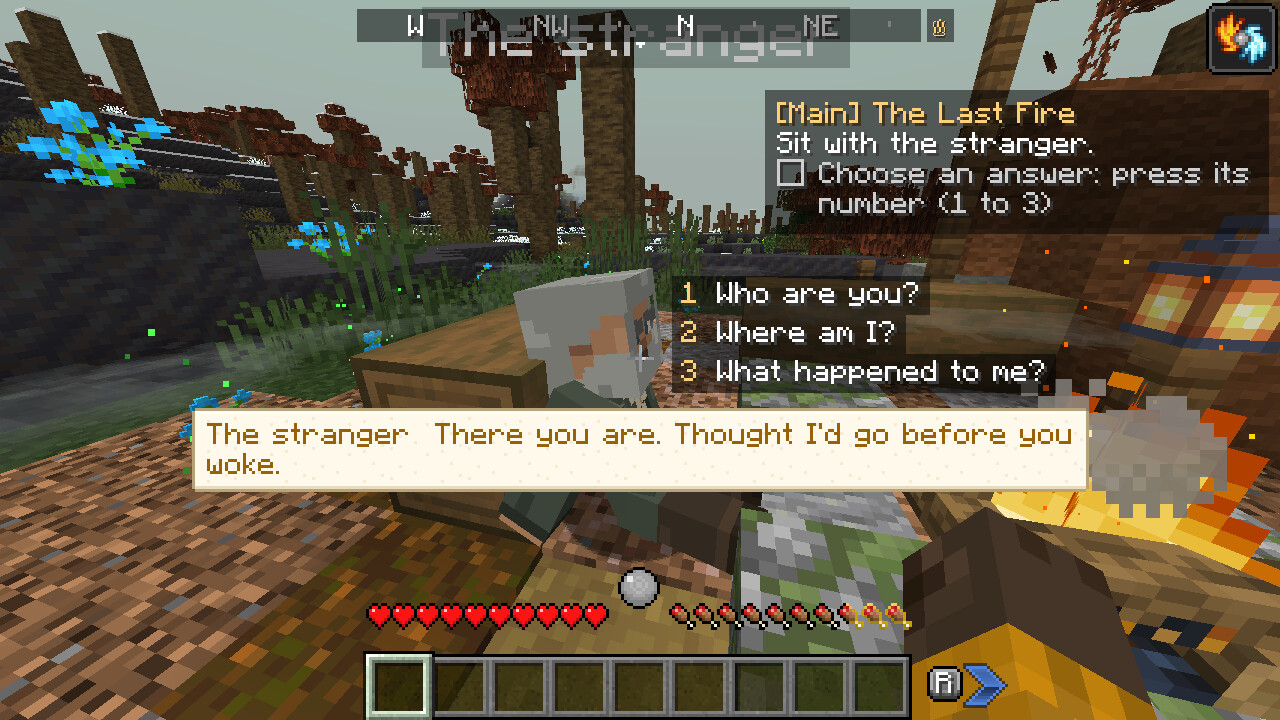 W NW N NE
The stranger
[Main] The Last Fire
Sit with the stranger.
Choose an answer: press its
number (1 to 3)
1 Who are you?
2 Where am I?
3 What happened to me?
The stranger There you are. Thought I'd go before you
woke.
R